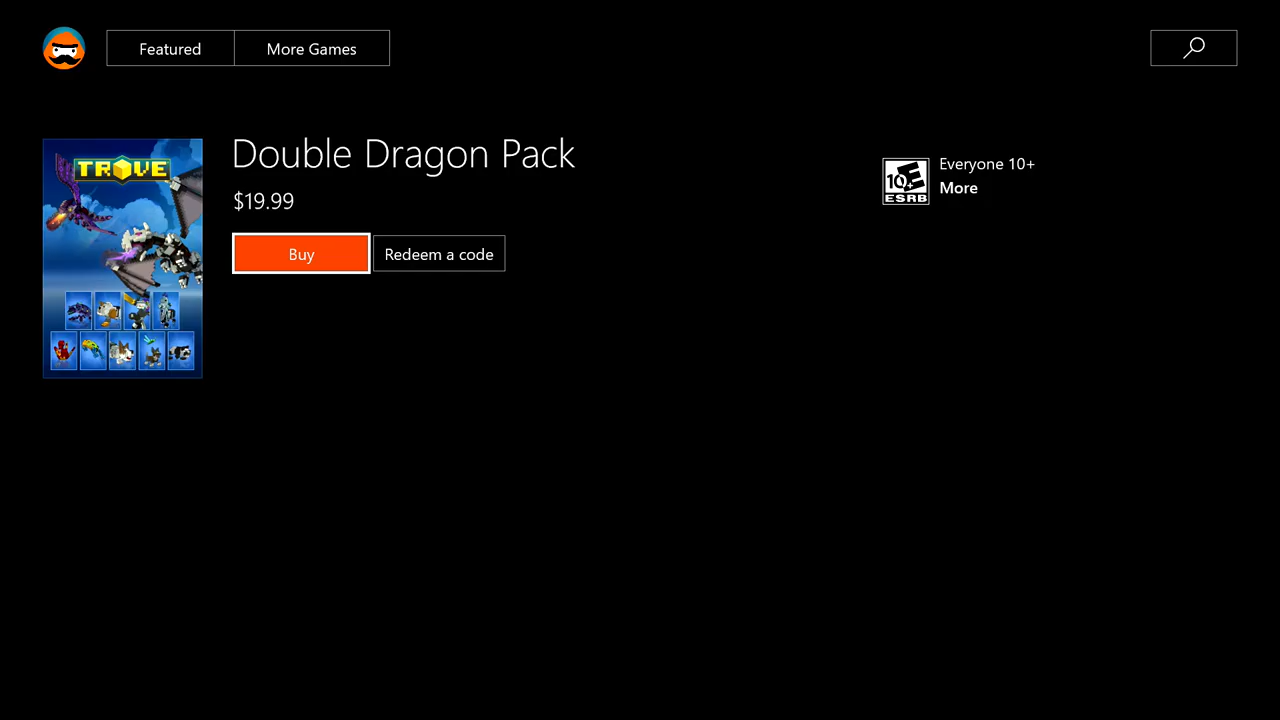 Featured
More Games
TROVE
Double Dragon Pack
$19.99
Buy
Redeem a code
10+
ESRB
Everyone 10+
More